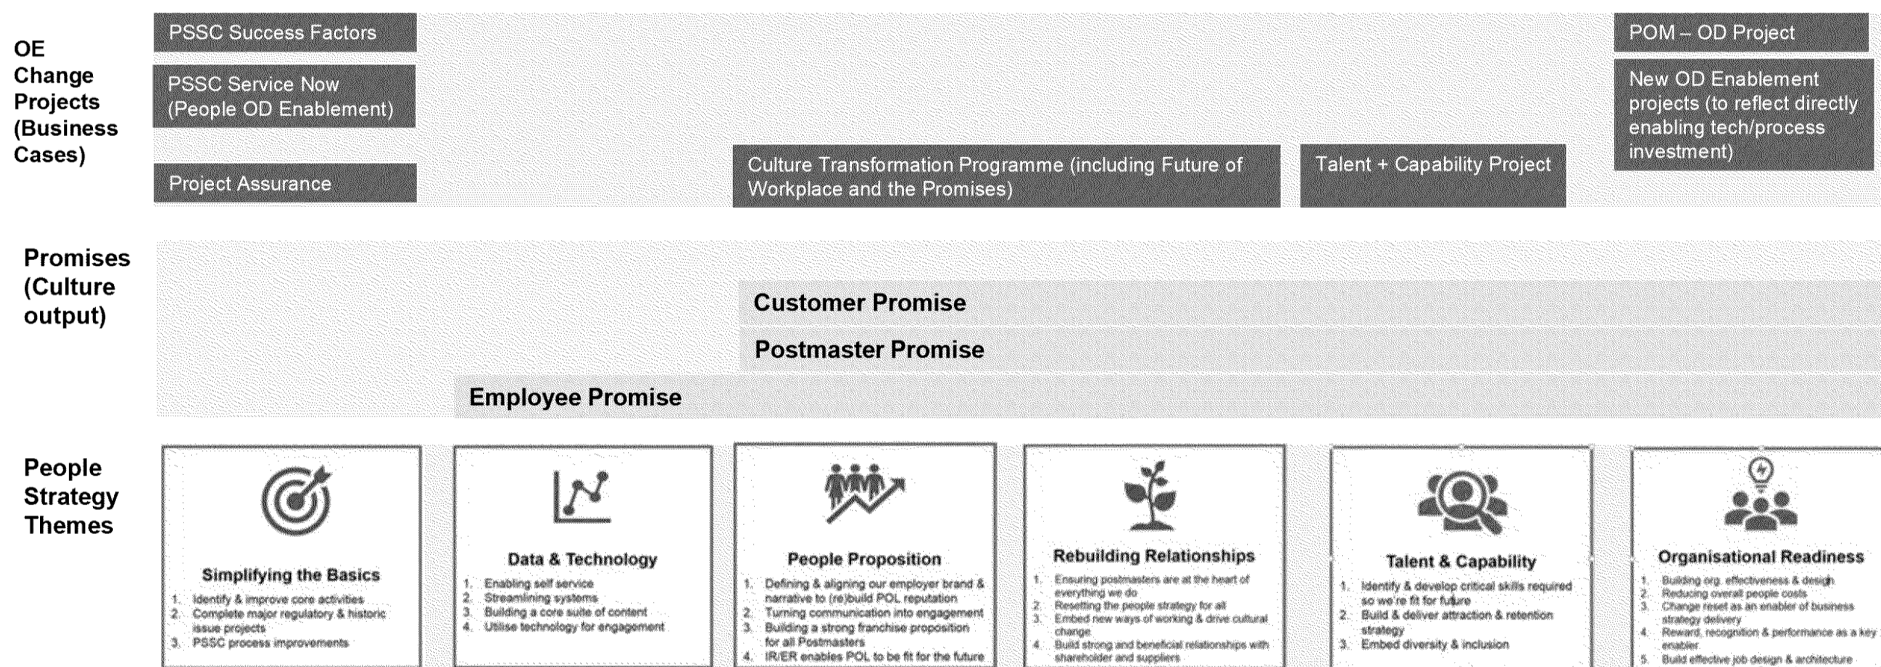 OE
Change
Projects
(Business
Cases)
PSSC Success Factors
PSSC Service Now
(People OD Enablement)
Project Assurance
Culture Transformation Programme (including Future of
Workplace and the Promises)
Talent + Capability Project
POM – OD Project
New OD Enablement
projects (to reflect directly
enabling tech/process
investment)
Promises
(Culture
output)
Customer Promise
Postmaster Promise
Employee Promise
People
Strategy
Themes
Simplifying the Basics
1. Identify & improve core activities
2. Complete major regulatory & historic
issue projects
3. PSSC process improvements
Data & Technology
1. Enabling self service
2. Streamlining systems
3. Building a core suite of content
4. Utilise technology for engagement
People Proposition
1. Defining & aligning our employer brand &
narrative to (re)build POL reputation
2. Turning communication into engagement
3. Building a strong franchise proposition
for all Postmasters
4. IR/ER enables POL to be fit for the future
Rebuilding Relationships
1. Ensuring postmasters are at the heart of
everything we do
2. Resetting the people strategy for all
3. Embed new ways of working & drive cultural
change
4. Build strong and beneficial relationships with
shareholder and suppliers
Talent & Capability
1. Identify & develop critical skills required
so we're fit for future
2. Build & deliver attraction & retention
strategy
3. Embed diversity & inclusion
Organisational Readiness
1. Building org. effectiveness & design
2. Reducing overall people costs
3. Change reset as an enabler of business
strategy delivery
4. Reward, recognition & performance as a key
enabler
5. Build effective job design & architecture